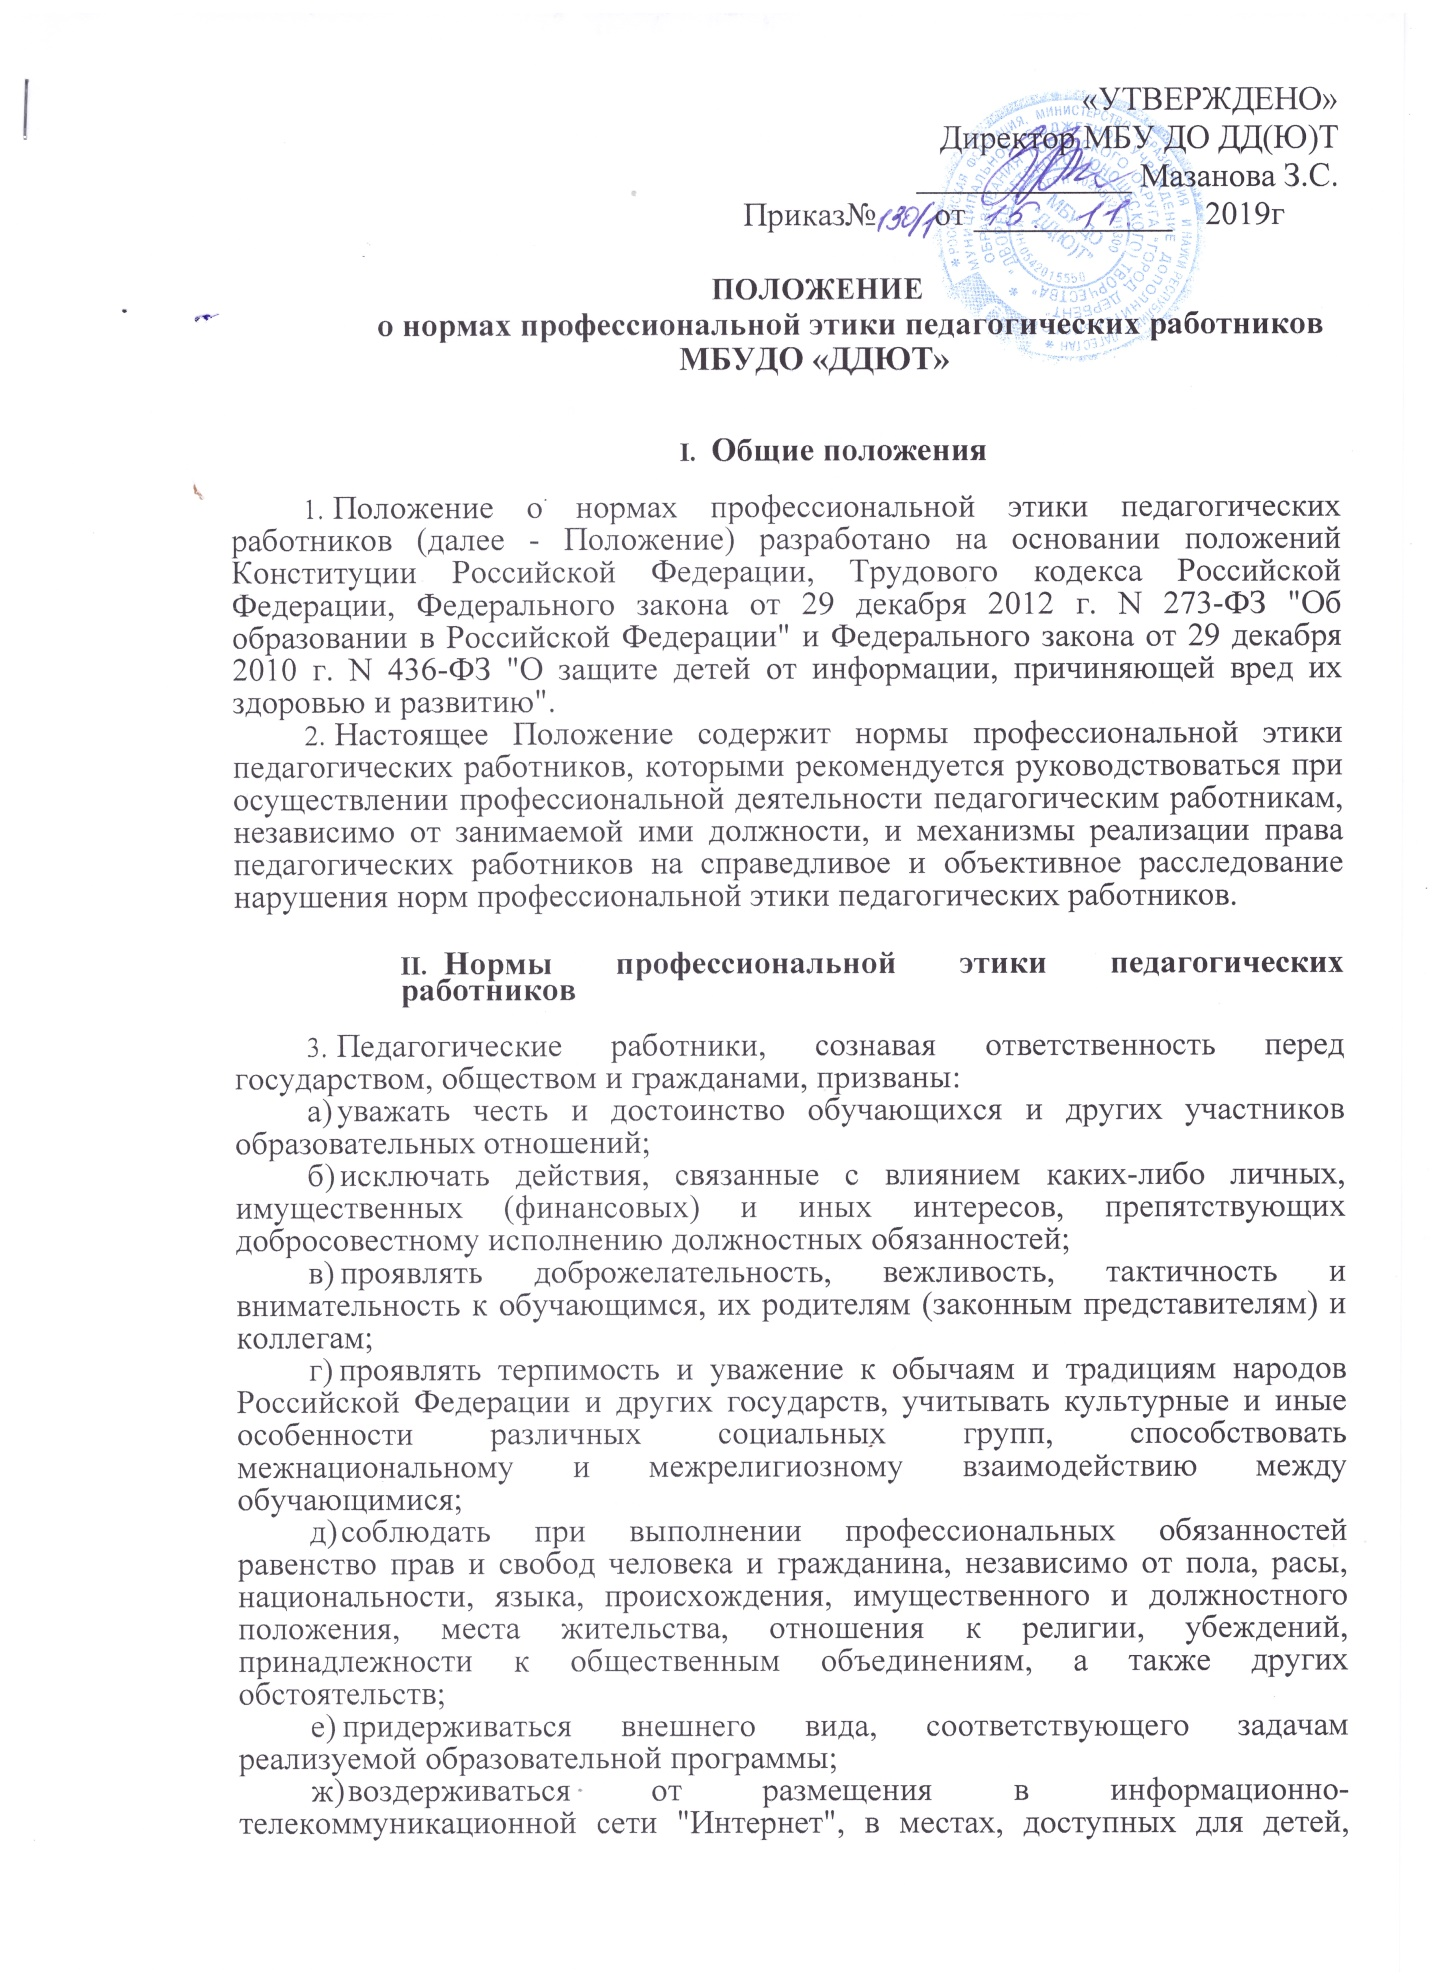 «УТВЕРЖДЕНО»
Директор МБУ ДО ДД(Ю)Т
Мазанова З.С.
Приказ№ 130/1 от 15. 11. 2019г
ПОЛОЖЕНИЕ
о нормах профессиональной этики педагогических работников
МБУДО «ДДЮТ»
I. Общие положения
1. Положение о нормах профессиональной этики педагогических
работников (далее - Положение) разработано на основании положений
Конституции Российской Федерации, Трудового кодекса Российской
Федерации, Федерального закона от 29 декабря 2012 г. N 273-ФЗ "Об
образовании в Российской Федерации" и Федерального закона от 29 декабря
2010 г. N 436-ФЗ "О защите детей от информации, причиняющей вред их
здоровью и развитию".
2. Настоящее Положение содержит нормы профессиональной этики
педагогических работников, которыми рекомендуется руководствоваться при
осуществлении профессиональной деятельности педагогическим работникам,
независимо от занимаемой ими должности, и механизмы реализации права
педагогических работников на справедливое и объективное расследование
нарушения норм профессиональной этики педагогических работников.
II. Нормы профессиональной этики педагогических
работников
3. Педагогические работники, сознавая ответственность перед
государством, обществом и гражданами, призваны:
а) уважать честь и достоинство обучающихся и других участников
образовательных отношений;
б) исключать действия, связанные с влиянием каких-либо личных,
имущественных (финансовых) и иных интересов, препятствующих
добросовестному исполнению должностных обязанностей;
в) проявлять доброжелательность, вежливость, тактичность и
внимательность к обучающимся, их родителям (законным представителям) и
коллегам;
г) проявлять терпимость и уважение к обычаям и традициям народов
Российской Федерации и других государств, учитывать культурные и иные
особенности различных социальных групп, способствовать
межнациональному и межрелигиозному взаимодействию между
обучающимися;
д) соблюдать при выполнении профессиональных обязанностей
равенство прав и свобод человека и гражданина, независимо от пола, расы,
национальности, языка, происхождения, имущественного и должностного
положения, места жительства, отношения к религии, убеждений,
принадлежности к общественным объединениям, а также других
обстоятельств;
е) придерживаться внешнего вида, соответствующего задачам
реализуемой образовательной программы;
ж) воздерживаться от размещения в информационно-
телекоммуникационной сети "Интернет", в местах, доступных для детей,